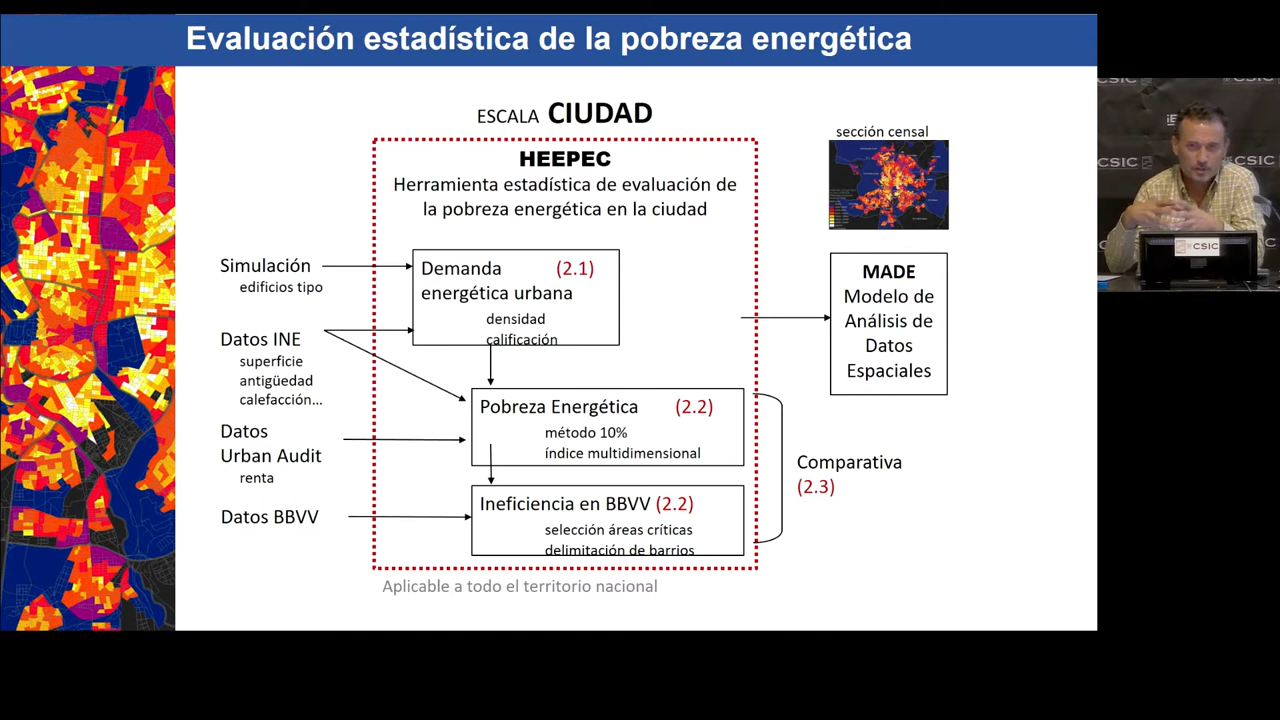 Evaluación estadística de la pobreza energética
ESCALA CIUDAD
sección censal
HEEPEC
Herramienta estadística de evaluación de
la pobreza energética en la ciudad
Simulación
edificios tipo
Demanda (2.1)
energética urbana
densidad
calificación
MADE
Modelo de
Análisis de
Datos
Espaciales
Datos INE
superficie
antigüedad
calefacción...
Pobreza Energética (2.2)
método 10%
índice multidimensional
Datos
Urban Audit
renta
Comparativa
(2.3)
Datos BBVV
Ineficiencia en BBVV (2.2)
selección áreas críticas
delimitación de barrios
Aplicable a todo el territorio nacional
CSIC
CSIC
CSIC
CSIC
CSIC